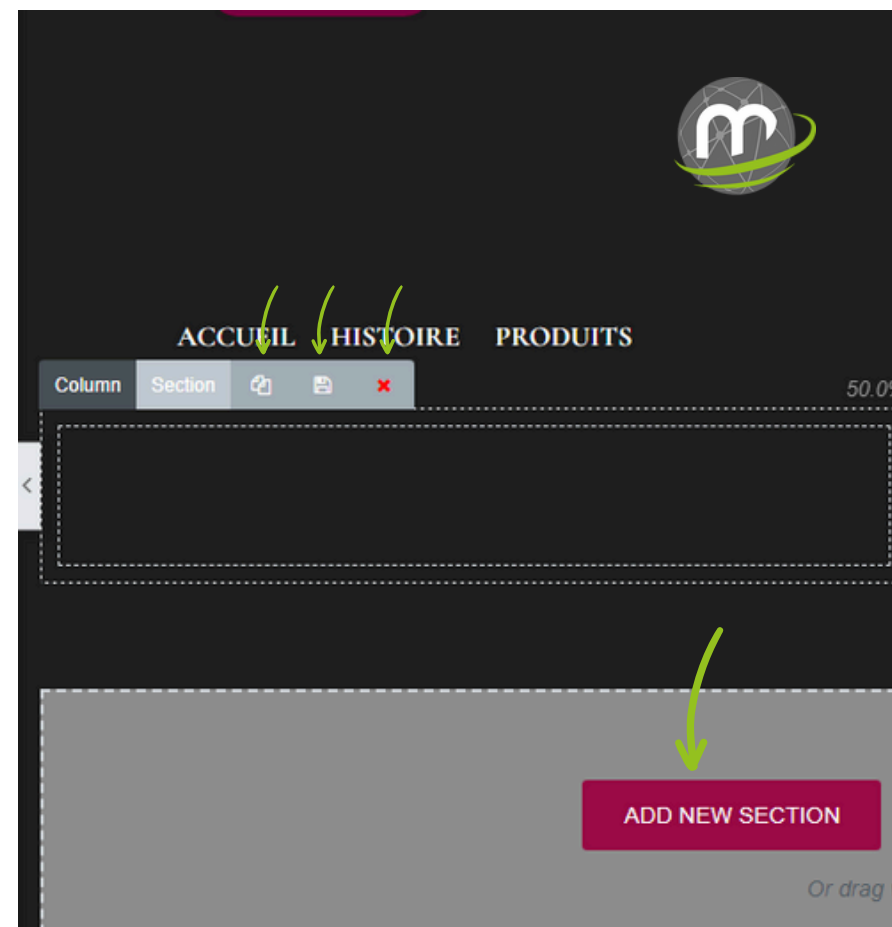 m
ACCUEIL HISTOIRE PRODUITS
Column Section
50.0%
ADD NEW SECTION
Or drag